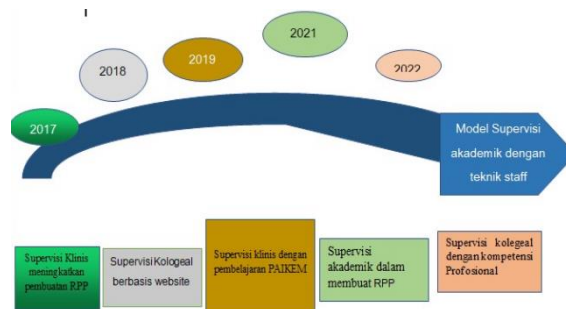 2017
2018
2019
2021
2022
Model Supervisi
akademik dengan
teknik staff
Supervisi Klinis
meningkatkan
pembuatan RPP
Supervisi Kologeal
berbasis website
Supervisi klinis dengan
pembelajaran PAIKEM
Supervisi
akademik dalam
membuat RPP
Supervisi kolegeal
dengan kompetensi
Profosional